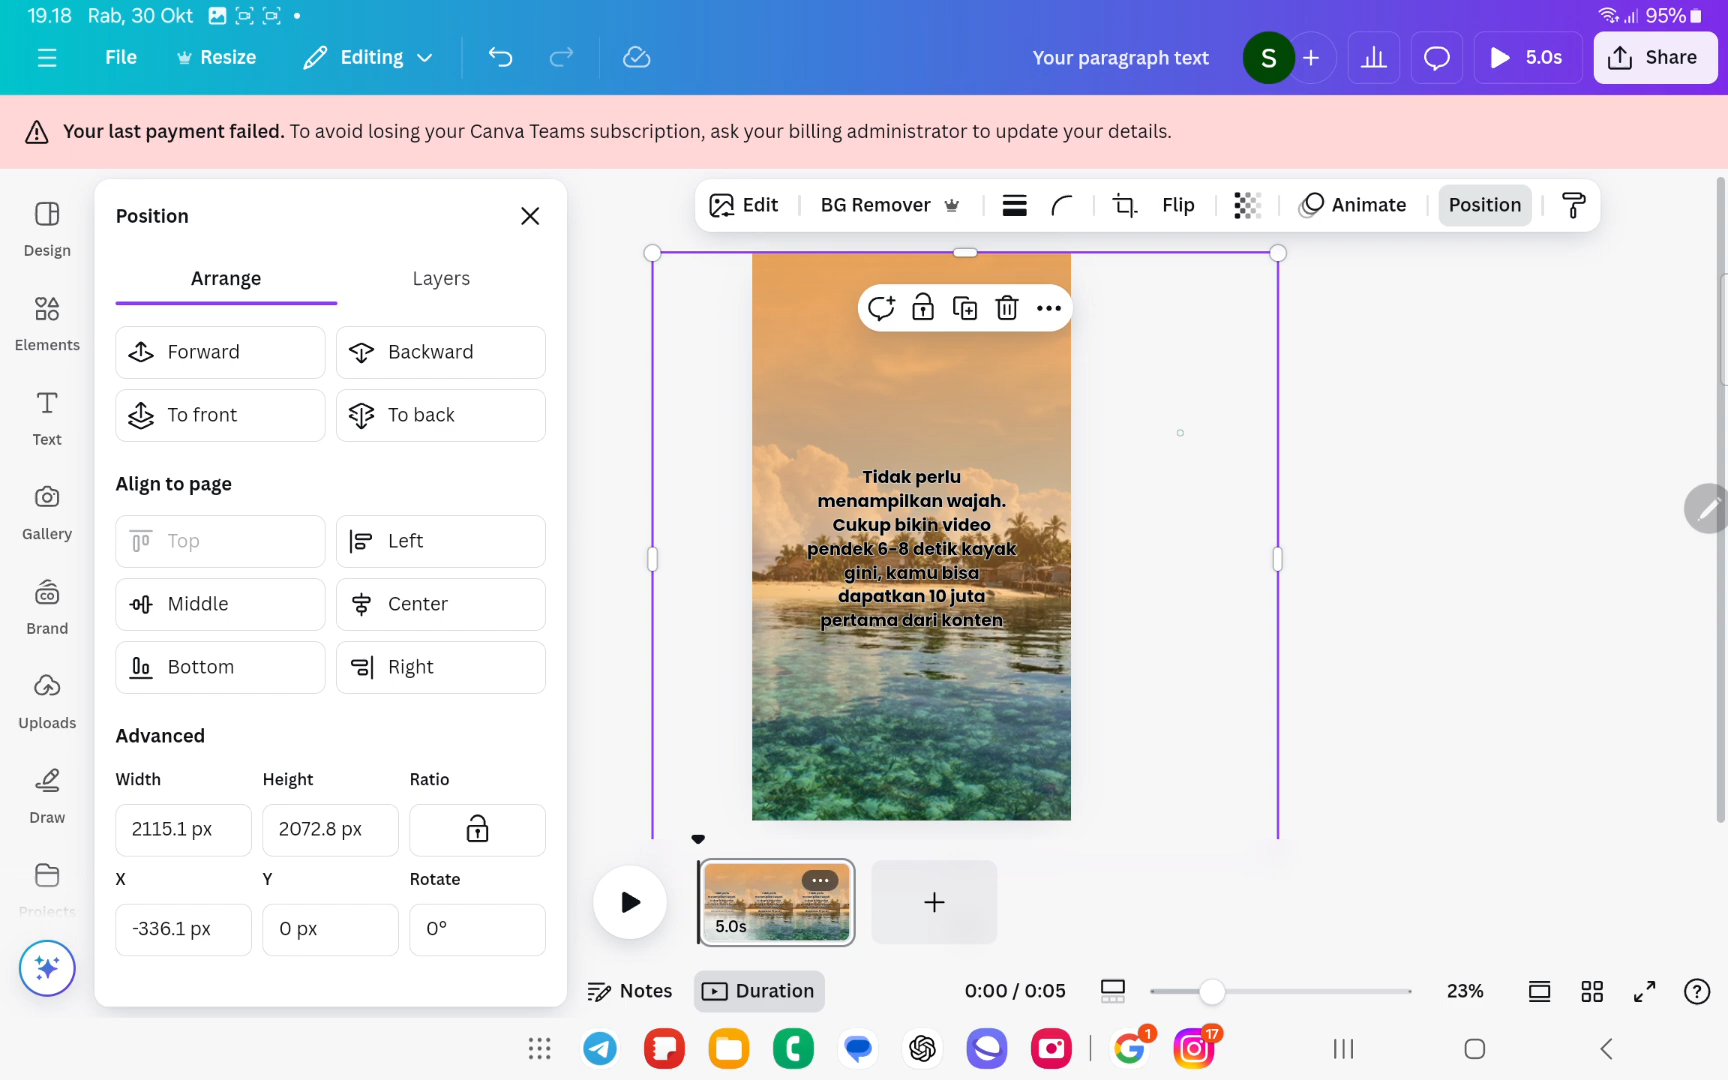 19.18 Rab, 30 Okt
95%
File
Resize
Editing
Your paragraph text
S
5.0s
Share
Your last payment failed. To avoid losing your Canva Teams subscription, ask your billing administrator to update your details.
Design
Elements
Text
Gallery
CO
Brand
Uploads
Draw
Projects
Position
Arrange
Layers
Forward
Backward
To front
To back
Align to page
Top
Left
Middle
Center
Bottom
Right
Advanced
Width
Height
Ratio
2115.1 px
2072.8 px
X
Y
Rotate
-336.1 px
0 px
0°
Edit
BG Remover
Flip
Animate
Position
Tidak perlu
menampilkan wajah.
Cukup bikin video
pendek 6-8 detik kayak
gini, kamu bisa
dapatkan 10 juta
pertama dari konten
5.0s
Notes
Duration
0:00 / 0:05
23%
1
17